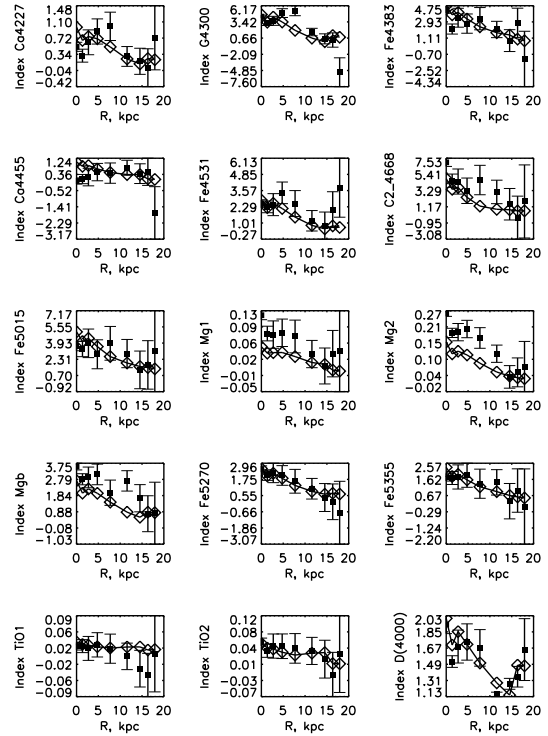 Index Ca4227
1.48
1.10
0.72
0.34
−0.04
−0.42
0 5 10 15 20
R, kpc
Index G4300
6.17
3.42
0.66
−2.09
−4.85
−7.60
0 5 10 15 20
R, kpc
Index Fe4383
4.75
2.93
1.11
−0.70
−2.52
−4.34
0 5 10 15 20
R, kpc
Index Ca4455
1.24
0.36
−0.52
−1.41
−2.29
−3.17
0 5 10 15 20
R, kpc
Index Fe4531
6.13
4.85
3.57
2.29
1.01
−0.27
0 5 10 15 20
R, kpc
Index C2_4668
7.53
5.41
3.29
1.17
−0.95
−3.08
0 5 10 15 20
R, kpc
Index Fe5015
7.17
5.55
3.93
2.31
0.70
−0.92
0 5 10 15 20
R, kpc
Index Mg1
0.13
0.09
0.06
0.02
−0.01
−0.05
0 5 10 15 20
R, kpc
Index Mg2
0.27
0.21
0.15
0.10
0.04
−0.02
0 5 10 15 20
R, kpc
Index Mgb
3.75
2.79
1.84
0.88
−0.08
−1.03
0 5 10 15 20
R, kpc
Index Fe5270
2.96
1.75
0.55
−0.66
−1.86
−3.07
0 5 10 15 20
R, kpc
Index Fe5355
2.57
1.62
0.67
−0.29
−1.24
−2.20
0 5 10 15 20
R, kpc
Index TiO1
0.09
0.06
0.02
−0.02
−0.06
−0.09
0 5 10 15 20
R, kpc
Index TiO2
0.12
0.08
0.04
0.01
−0.03
−0.07
0 5 10 15 20
R, kpc
Index D(4000)
2.03
1.85
1.67
1.49
1.31
1.13
0 5 10 15 20
R, kpc